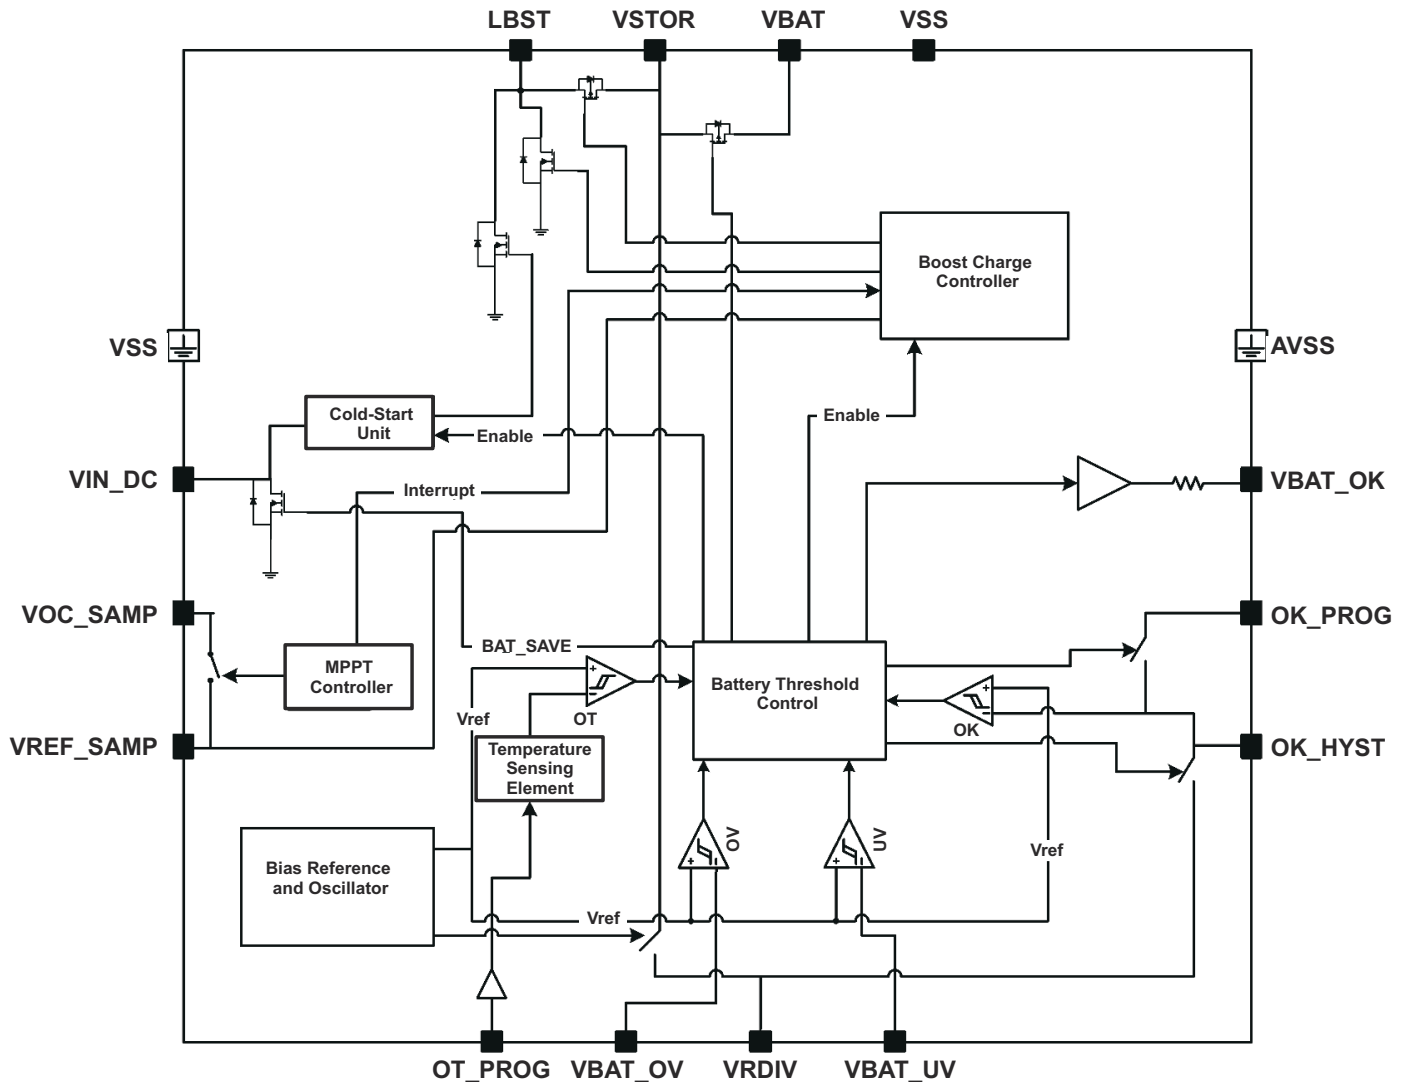 LBST
VSTOR
VBAT
VSS
Boost Charge
Controller
VSS
AVSS
Cold-Start
Unit
Enable
Enable
VIN_DC
Interrupt
VBAT_OK
VOC_SAMP
OK_PROG
BAT_SAVE
MPPT
Controller
+
-
OT
Battery Threshold
Control
+
-
OK
Vref
VREF_SAMP
Temperature
Sensing
Element
OK_HYST
OV
+
-
UV
+
-
Vref
Bias Reference
and Oscillator
Vref
OT_PROG
VBAT_OV
VRDIV
VBAT_UV